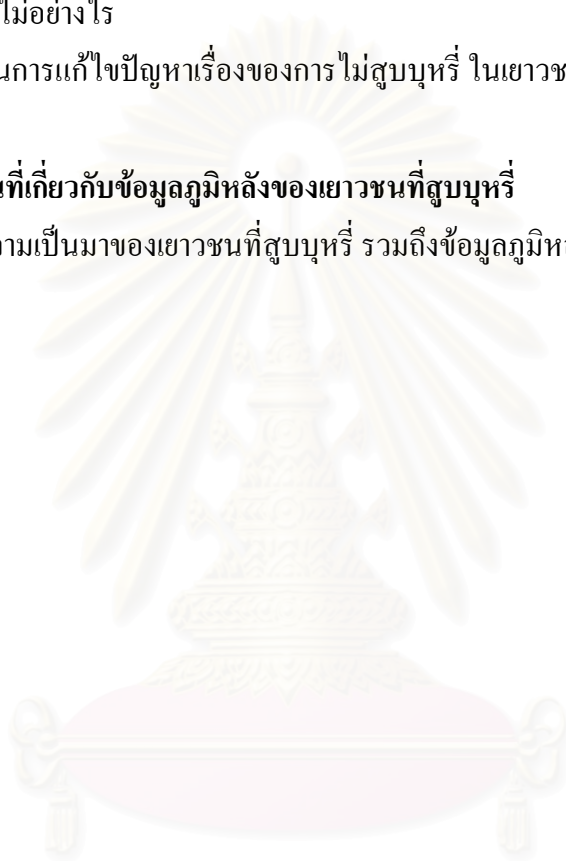 ไม่อย่างไร
นการแก้ไขปัญหาเรื่องของการไม่สูบบุหรี่ ในเยาวช
ที่เกี่ยวกับข้อมูลภูมิหลังของเยาวชนที่สูบบุหรี่
ามเป็นมาของเยาวชนที่สูบบุหรี่ รวมถึงข้อมูลภูมิห